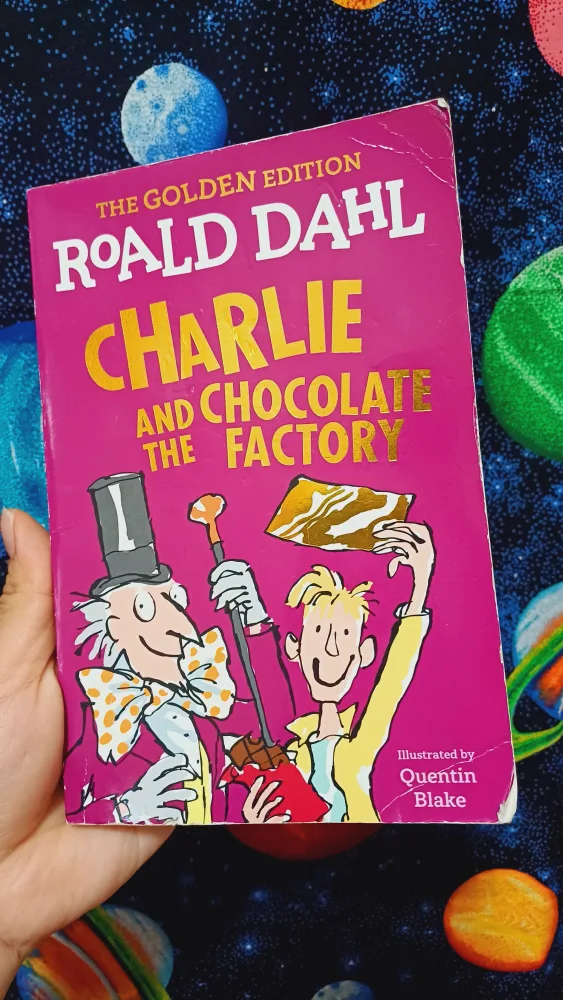 THE GOLDEN EDITION
ROALD DAHL
CHARLIE
AND CHOCOLATE
THE FACTORY
Illustrated by
Quentin
Blake